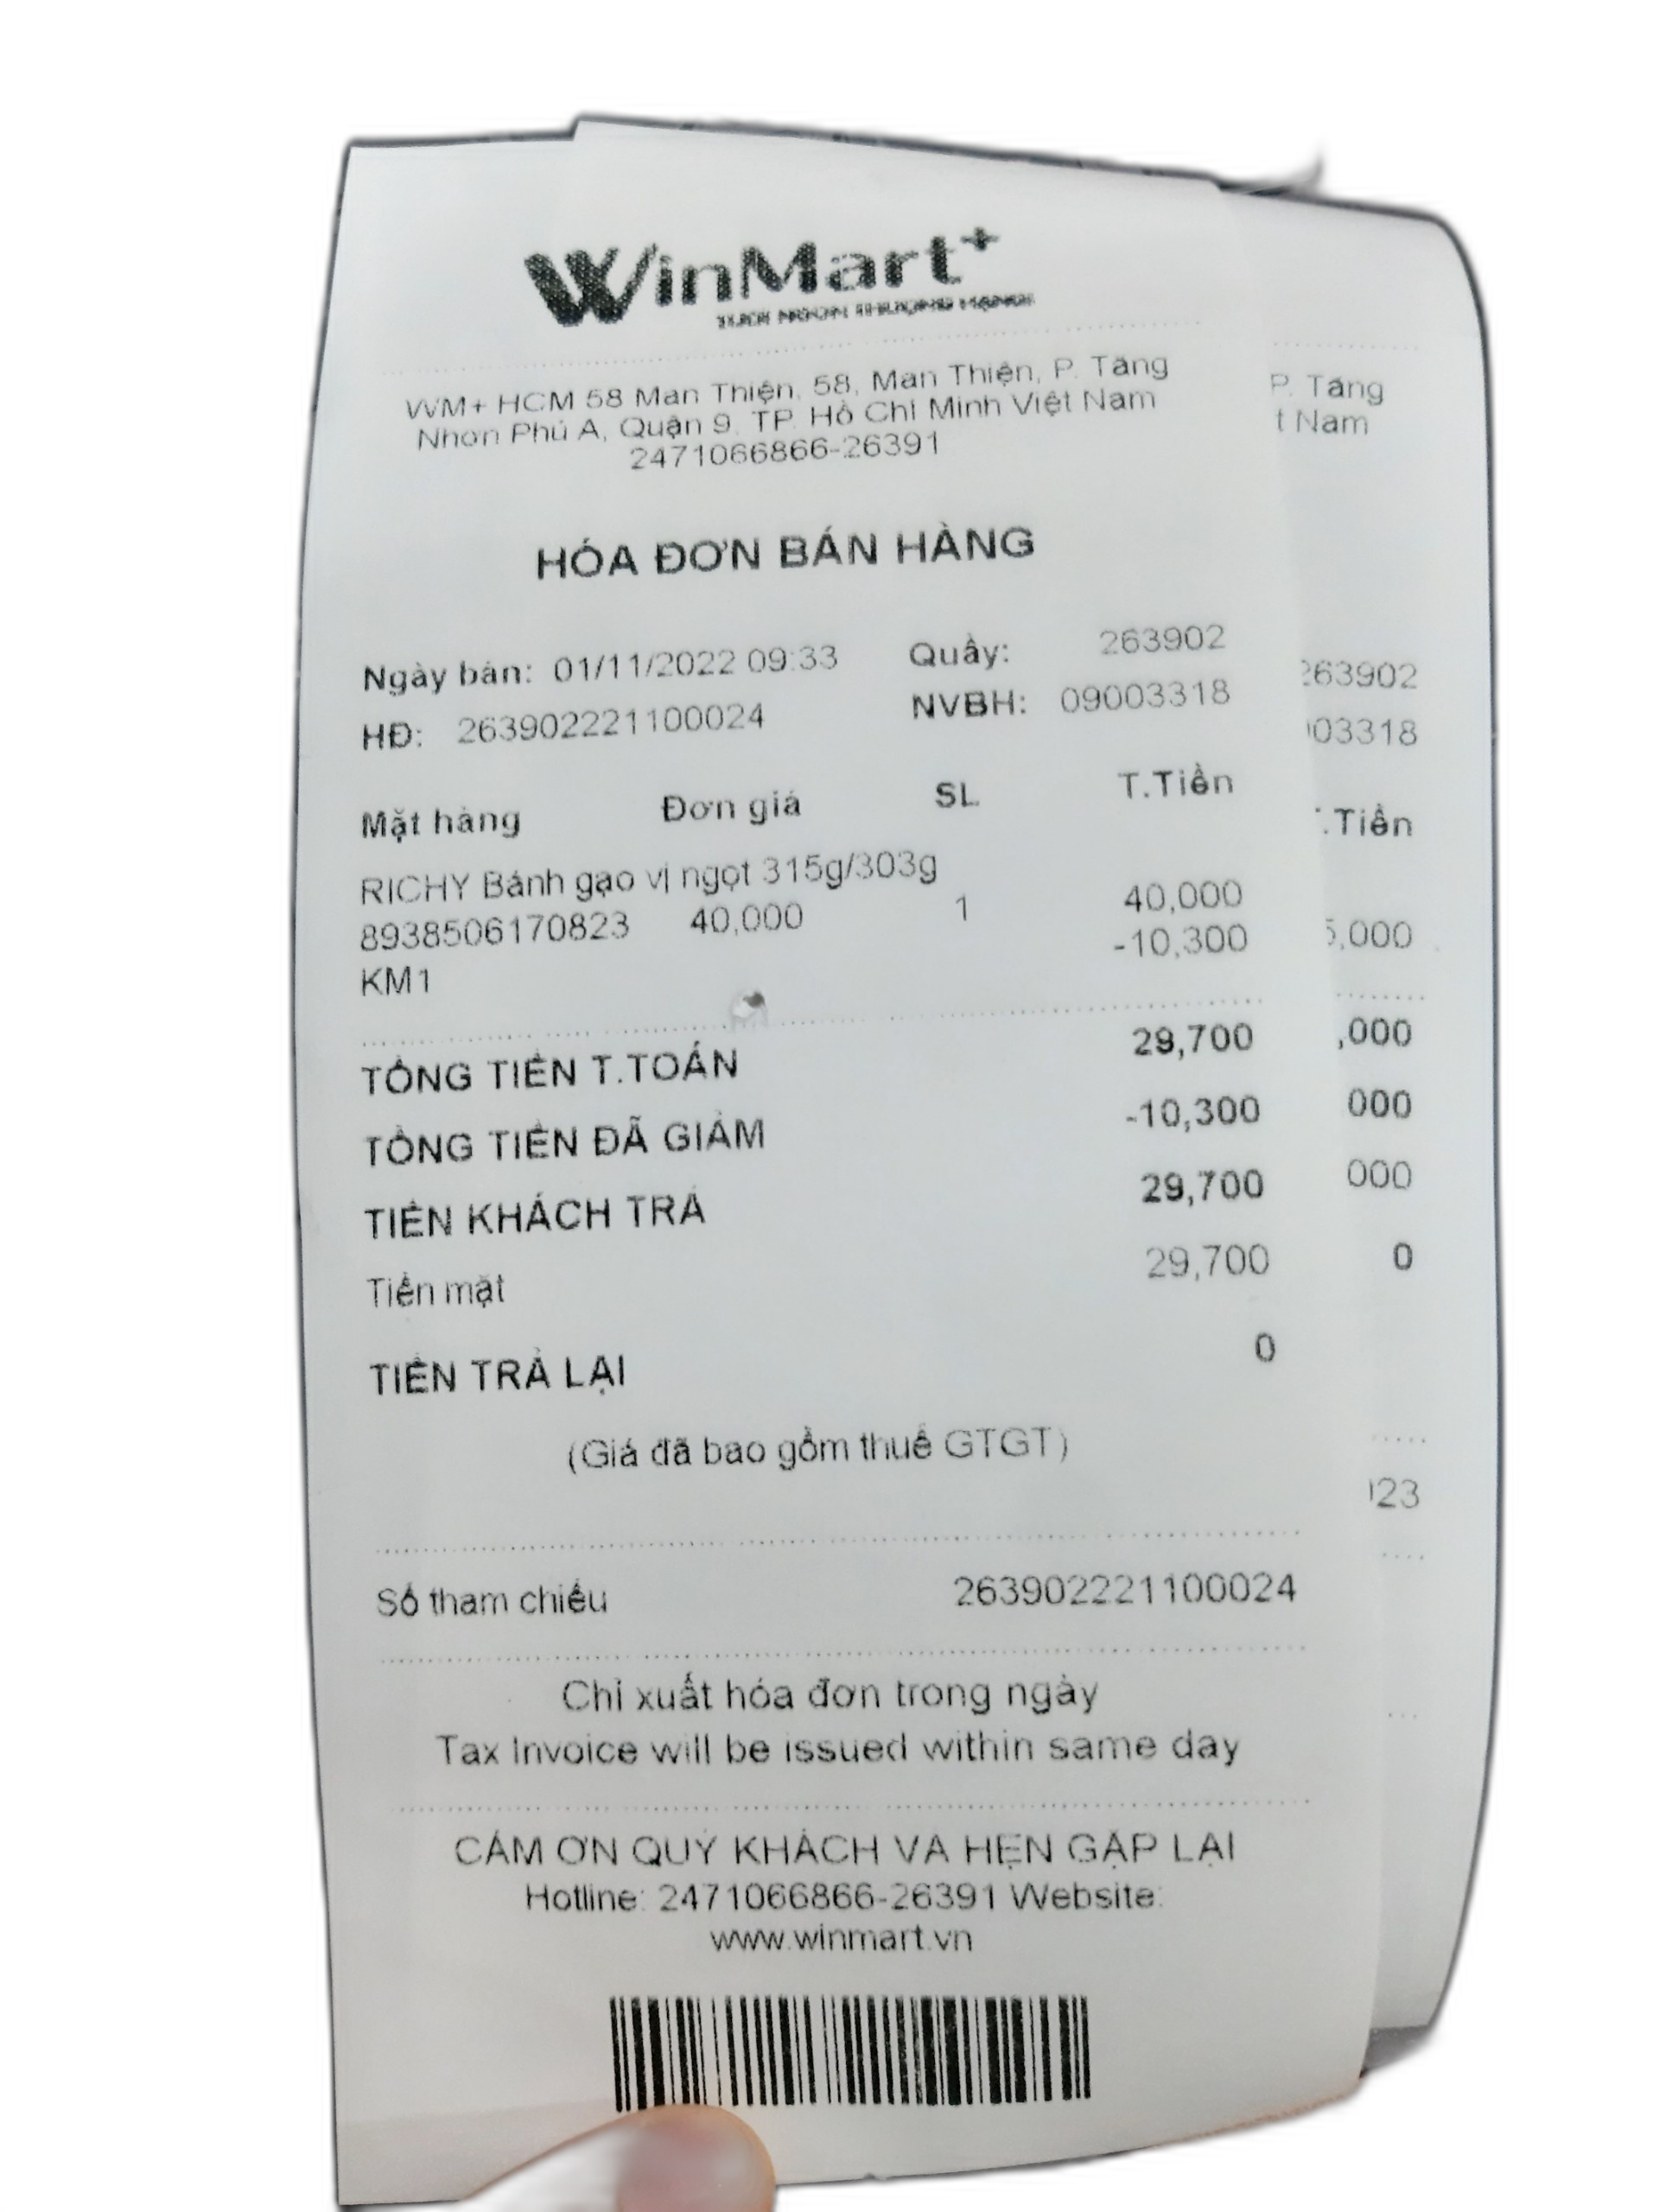 WinMart+
WM+ HCM 58 Man Thiện, 58, Man Thiện, P. Tăng
Nhơn Phú A, Quận 9, TP. Hồ Chí Minh Việt Nam
2471066866-26391
HÓA ĐƠN BÁN HÀNG
Ngày bán: 01/11/2022 09:33 Quầy: 263902
HĐ: 263902221100024 NVBH: 09003318
Mặt hàng Đơn giá SL T.Tiền
RICHY Bánh gạo vị ngọt 315g/303g
8938506170823 40,000 1 40,000
KM1 -10,300
TỔNG TIỀN T.TOÁN 29,700
TỔNG TIỀN ĐÃ GIẢM -10,300
TIỀN KHÁCH TRẢ 29,700
Tiền mặt 29,700
TIỀN TRẢ LẠI 0
(Giá đã bao gồm thuế GTGT)
Số tham chiếu 263902221100024
Chỉ xuất hóa đơn trong ngày
Tax Invoice will be issued within same day
CẢM ƠN QUÝ KHÁCH VÀ HẸN GẶP LẠI
Hotline: 2471066866-26391 Website:
www.winmart.vn
P. Tăng
t Nam
263902
03318
.Tiền
5,000
,000
000
000
0
23